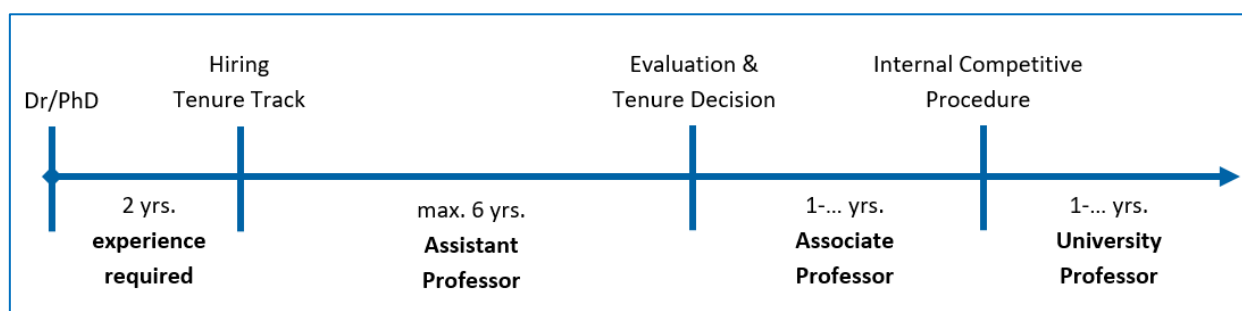 Dr/PhD
Hiring
Tenure Track
Evaluation &
Tenure Decision
Internal Competitive
Procedure
2 yrs.
experience
required
max. 6 yrs.
Assistant
Professor
1-... yrs.
Associate
Professor
1-... yrs.
University
Professor